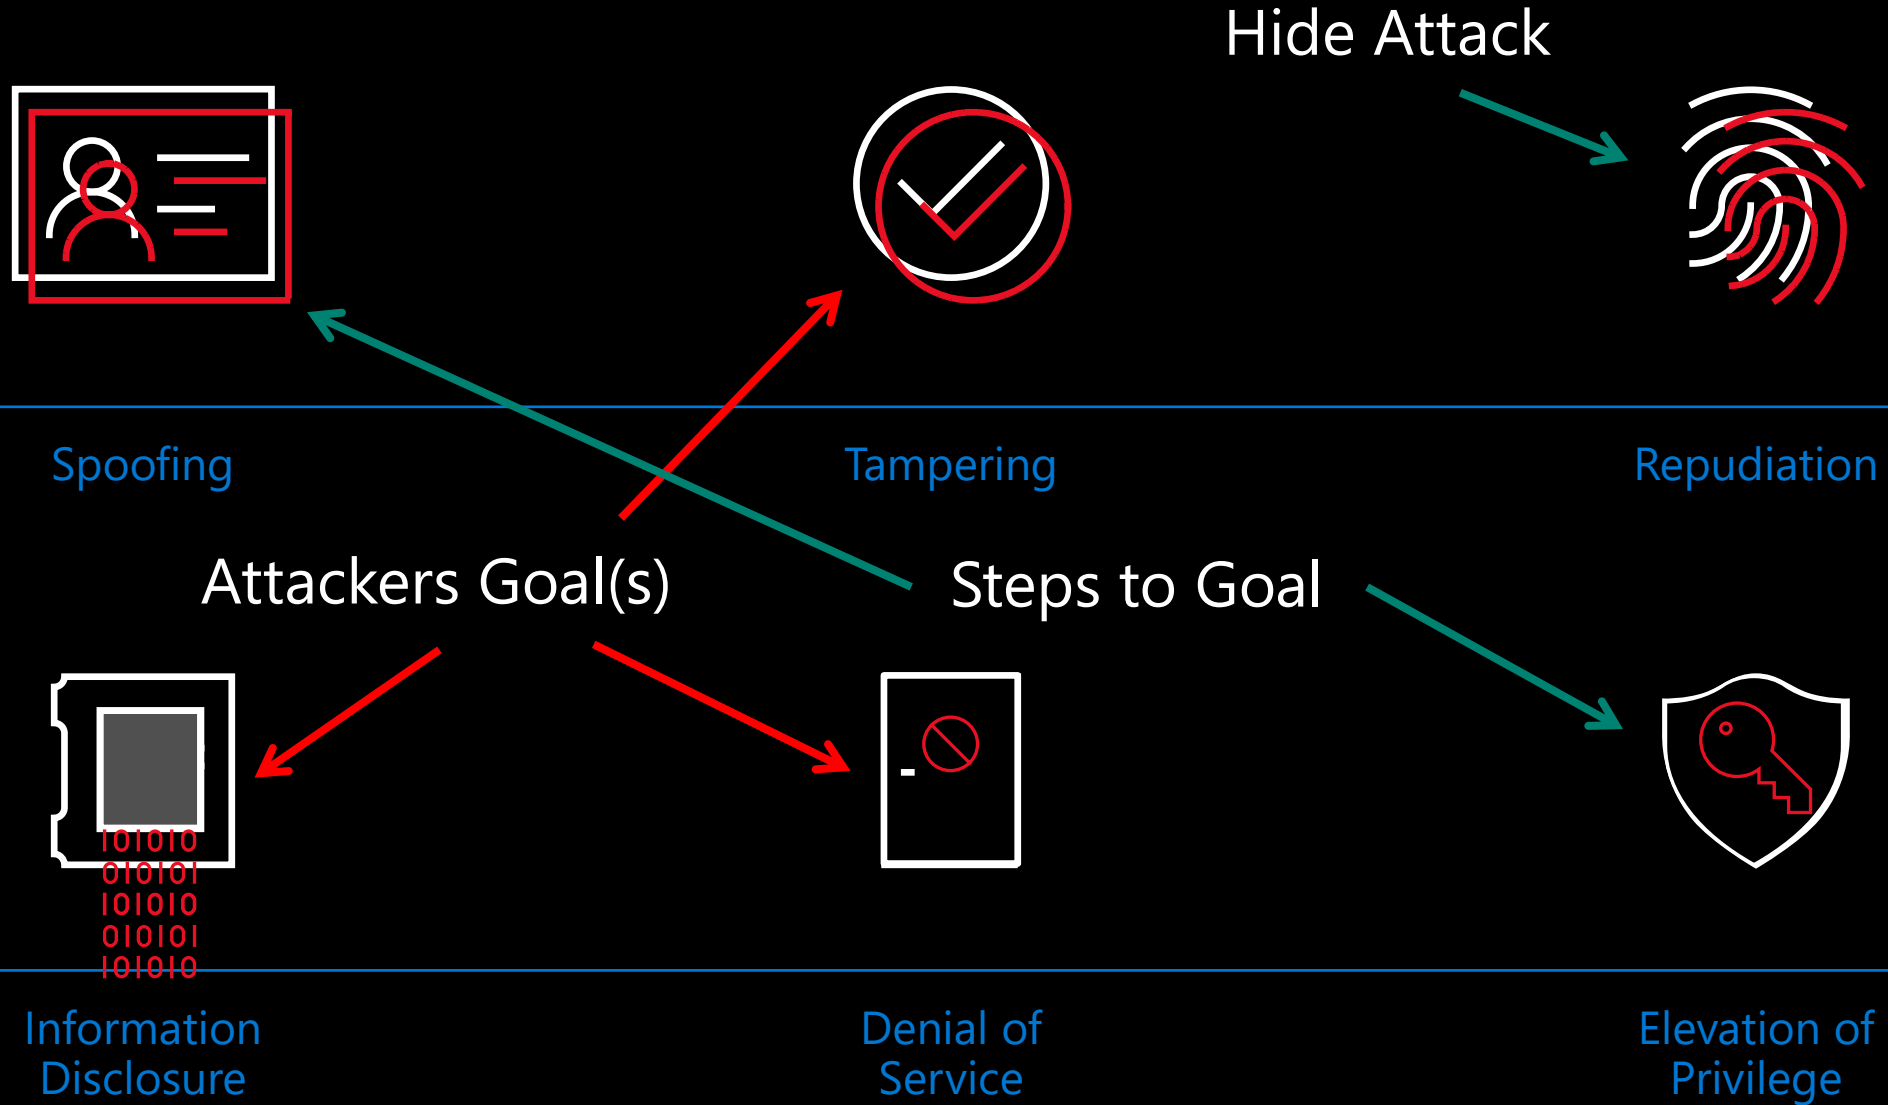 Hide Attack
Spoofing
Tampering
Repudiation
Attackers Goal(s)
Steps to Goal
101010
010101
101010
010101
101010
Information
Disclosure
Denial of
Service
Elevation of
Privilege